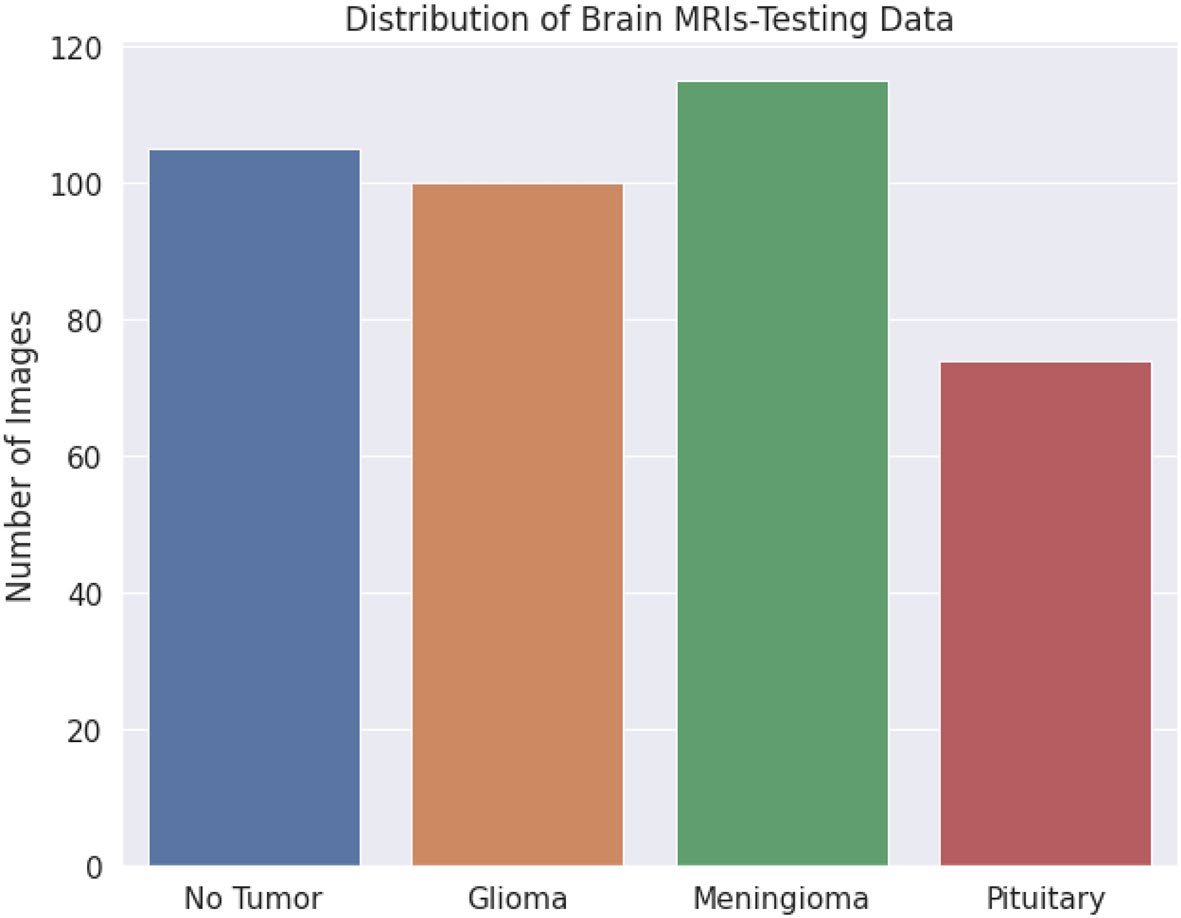 Distribution of Brain MRIs-Testing Data
120
100
80
60
40
20
0
Number of Images
No Tumor
Glioma
Meningioma
Pituitary